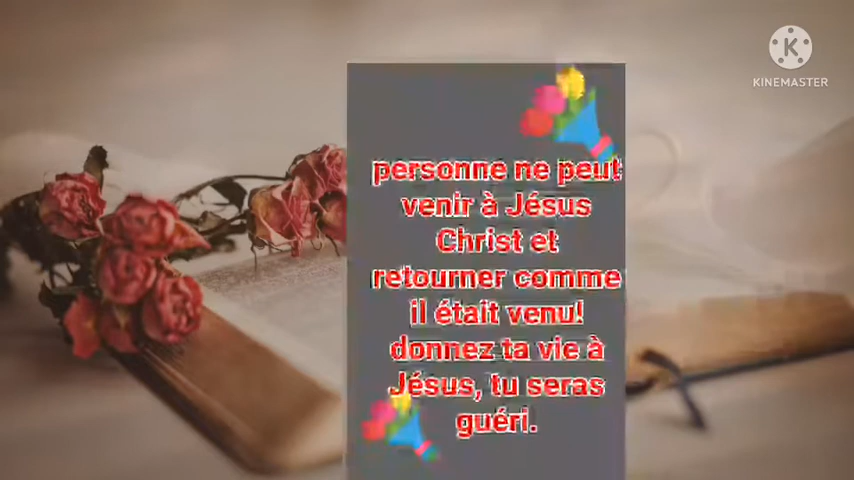 KINEMASTER
personne ne peut
venir à Jésus
Christ et
retourner comme
il était venu!
donnez ta vie à
Jésus, tu seras
guéri.